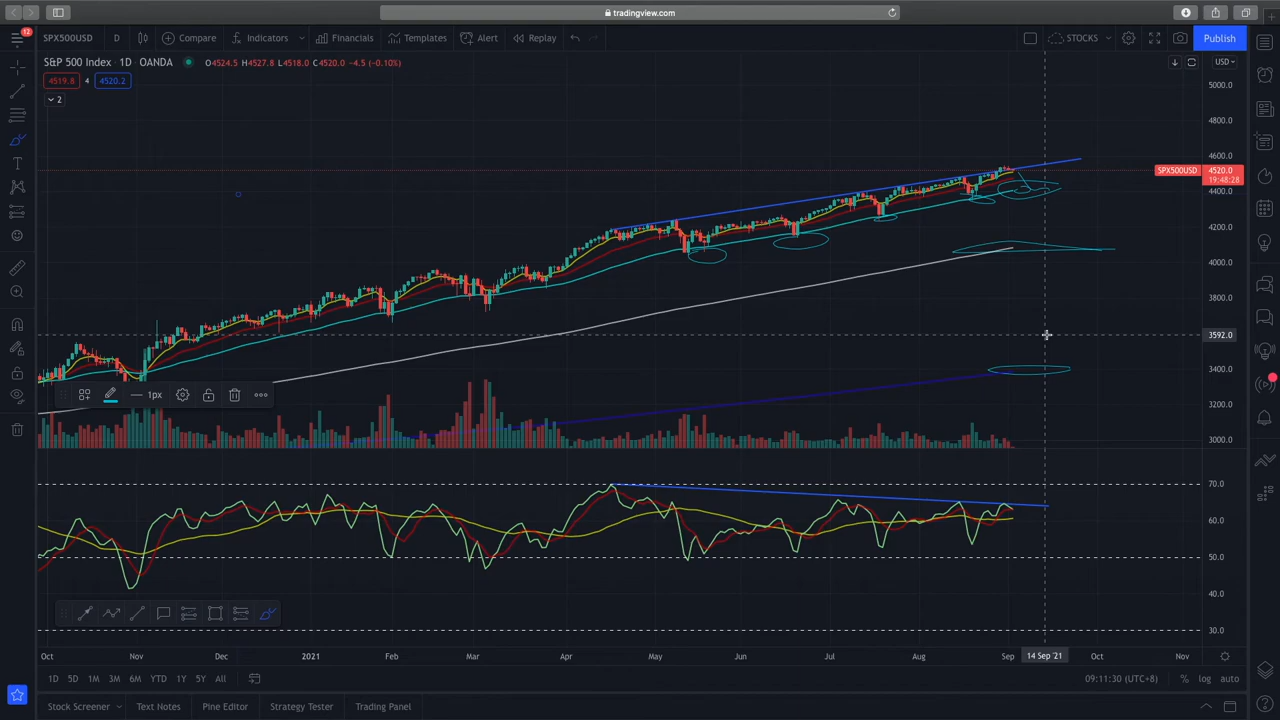 tradingview.com
12
SPX500USD D Compare Indicators Financials Templates Alert Replay STOCKS Publish
S&P 500 Index 1D OANDA O4524.5 H4527.8 L4518.0 C4520.0 -4.5 (-0.10%)
USD
4519.8 4 4520.2
2
5000.0
4800.0
4600.0
SPX500USD 4520.0
19:48:28
4400.0
4200.0
4000.0
3800.0
3592.0
3400.0
1px
3200.0
3000.0
70.0
60.0
50.0
40.0
30.0
Oct Nov Dec 2021 Feb Mar Apr May Jun Jul Aug Sep 14 Sep '21 Oct Nov
1D 5D 1M 3M 6M YTD 1Y 5Y All 09:11:30 (UTC+8) % log auto
Stock Screener Text Notes Pine Editor Strategy Tester Trading Panel